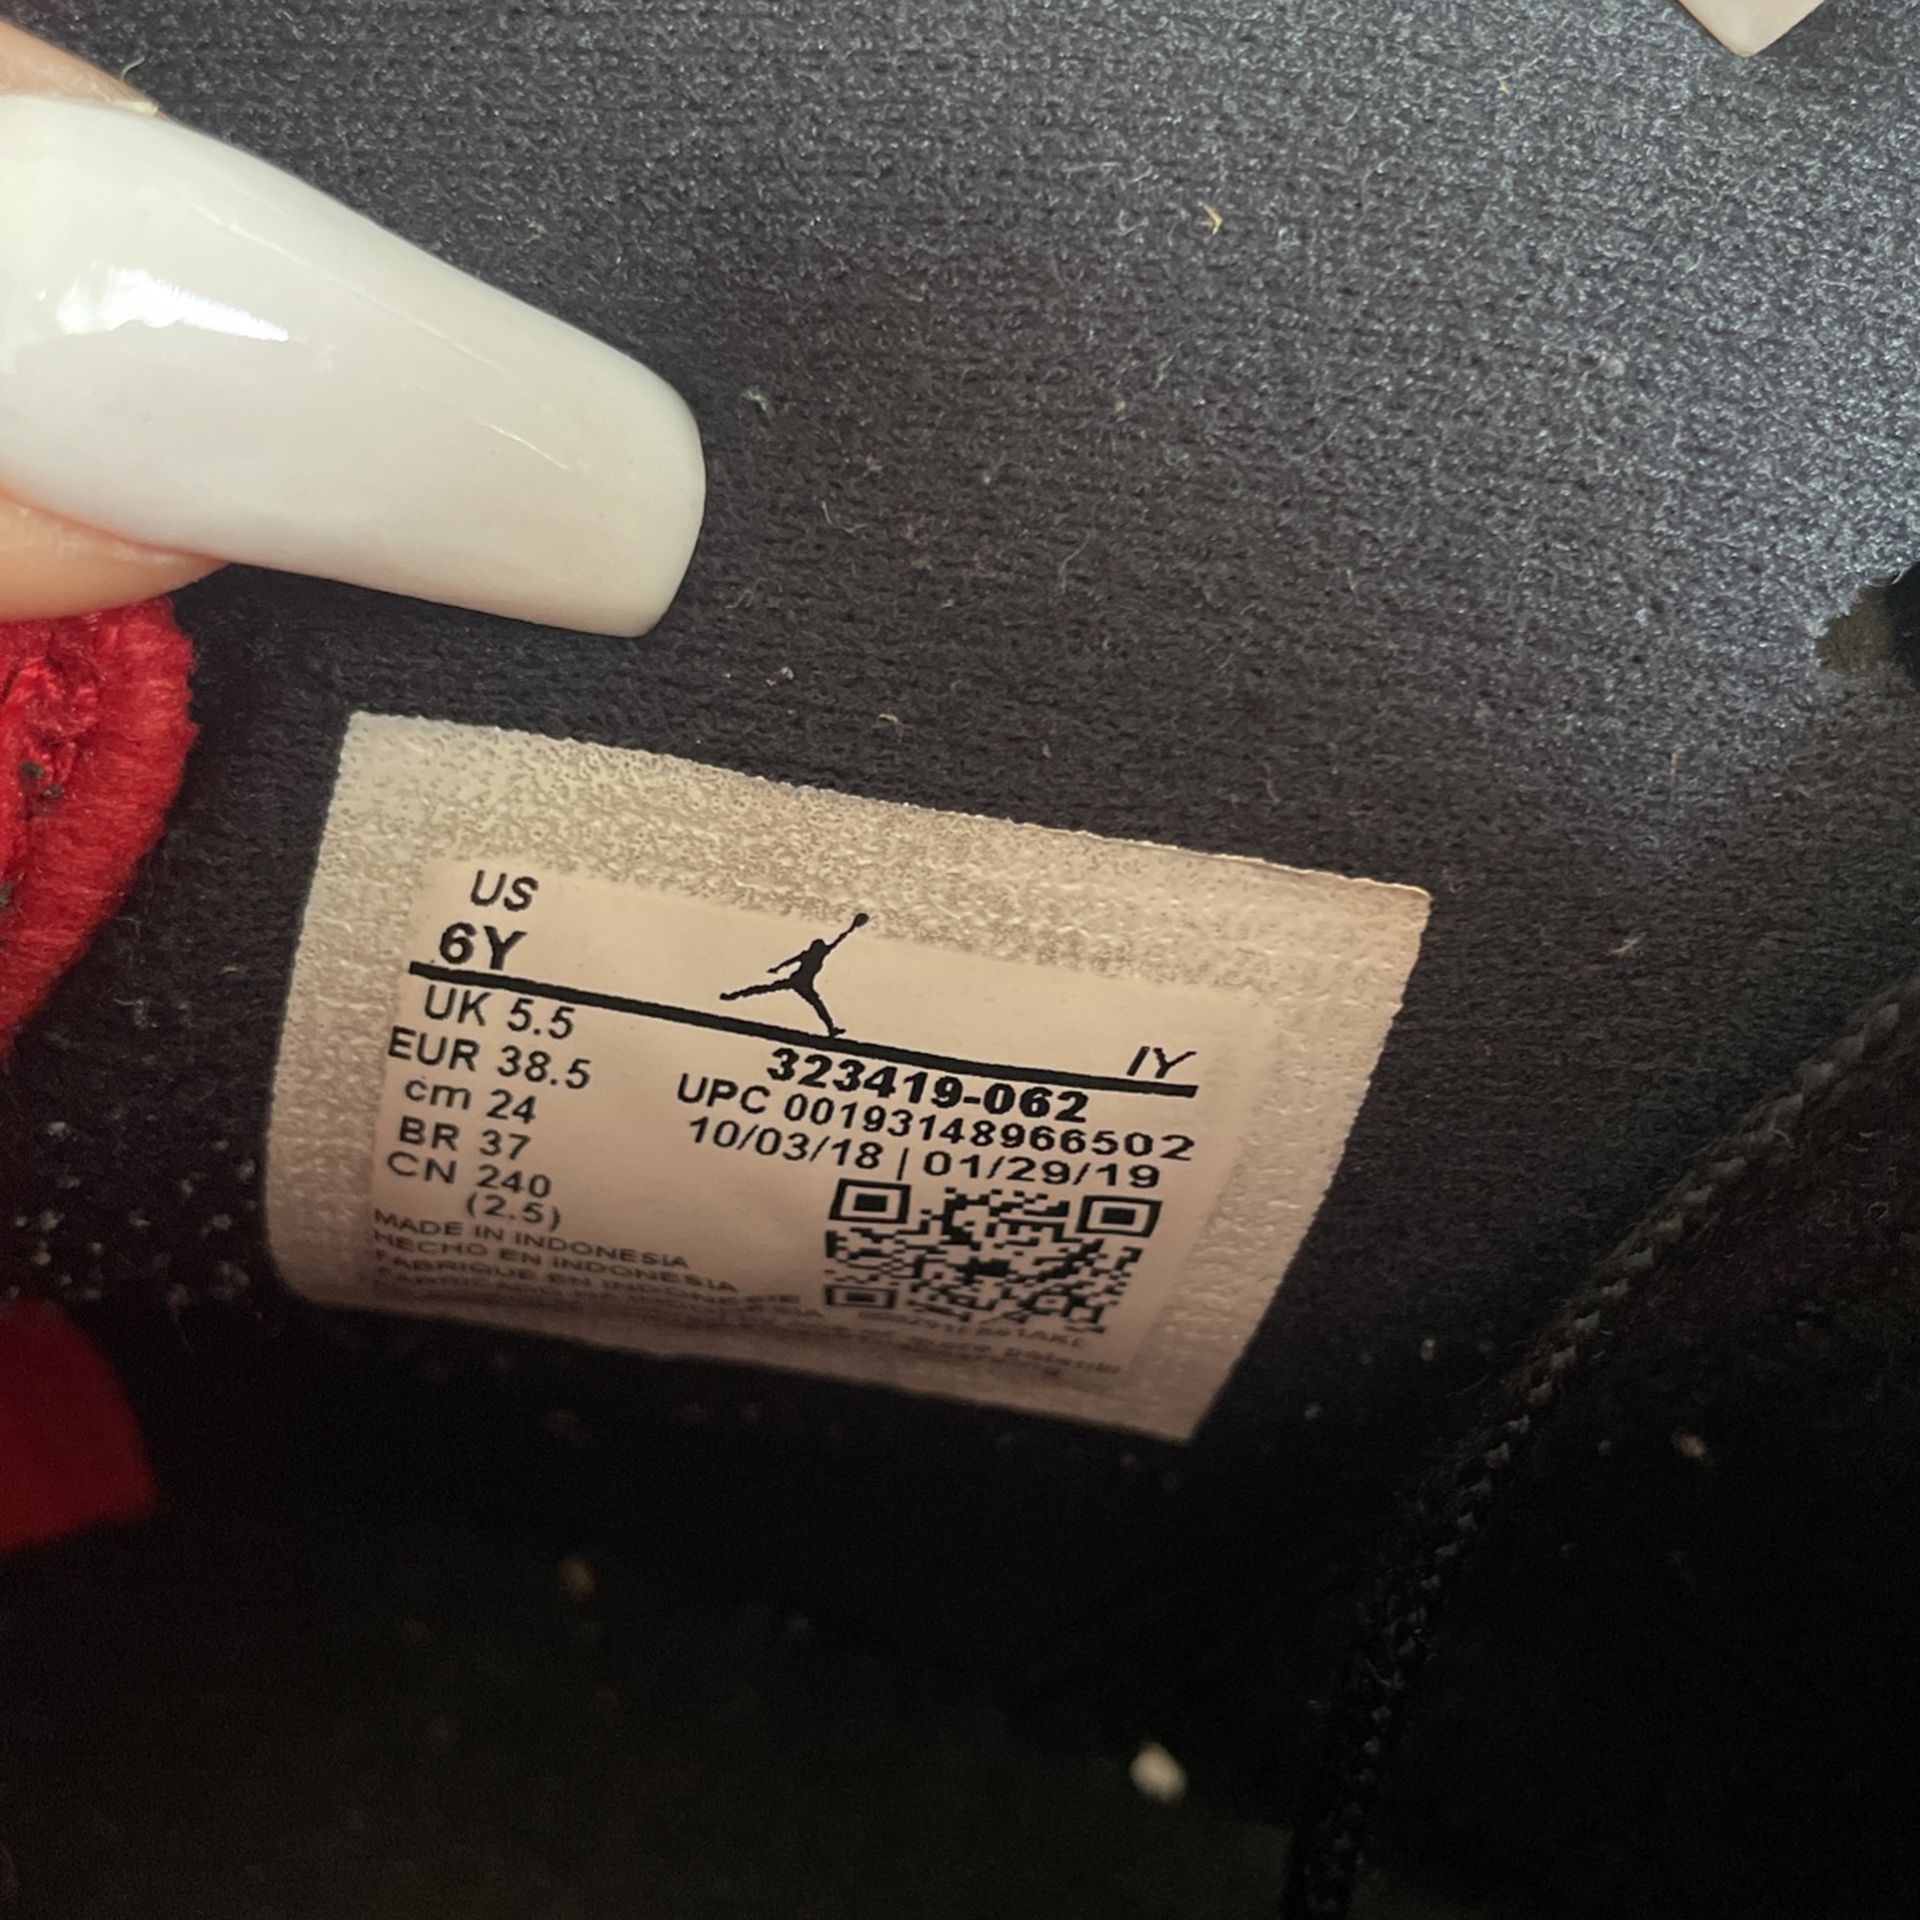 US
6Y
IY
UK 5.5
EUR 38.5
cm 24
BR 37
CN 240
(2.5)
323419-062
UPC 00193148966502
10/03/18 | 01/29/19
MADE IN INDONESIA
HECHO EN INDONESIA
FABRIQUE EN INDONESIE